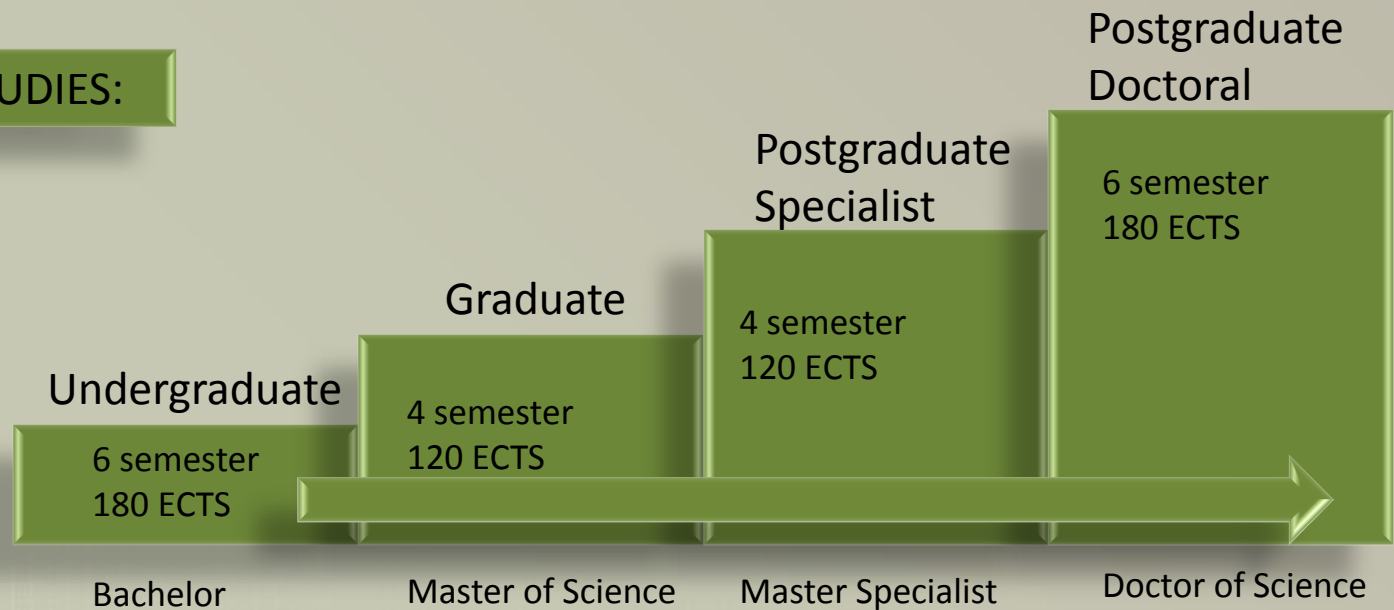 UDIES:
Undergraduate
6 semester
180 ECTS
Bachelor
Graduate
4 semester
120 ECTS
Master of Science
Postgraduate
Specialist
4 semester
120 ECTS
Master Specialist
Postgraduate
Doctoral
6 semester
180 ECTS
Doctor of Science